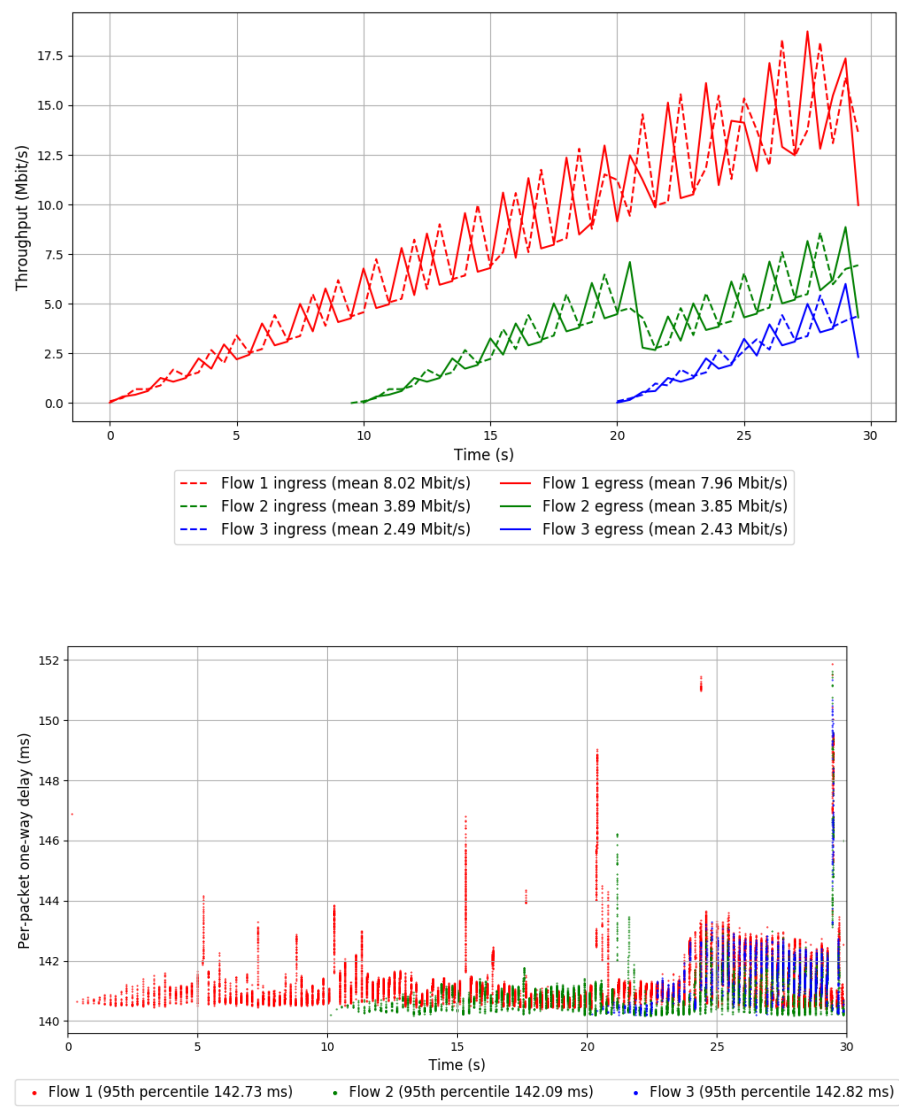 17.5
15.0
12.5
10.0
7.5
5.0
2.5
0.0
Throughput (Mbit/s)
0 5 10 15 20 25 30
Time (s)
Flow 1 ingress (mean 8.02 Mbit/s) Flow 1 egress (mean 7.96 Mbit/s)
Flow 2 ingress (mean 3.89 Mbit/s) Flow 2 egress (mean 3.85 Mbit/s)
Flow 3 ingress (mean 2.49 Mbit/s) Flow 3 egress (mean 2.43 Mbit/s)
152
150
148
146
144
142
140
Per-packet one-way delay (ms)
0 5 10 15 20 25 30
Time (s)
Flow 1 (95th percentile 142.73 ms) Flow 2 (95th percentile 142.09 ms) Flow 3 (95th percentile 142.82 ms)